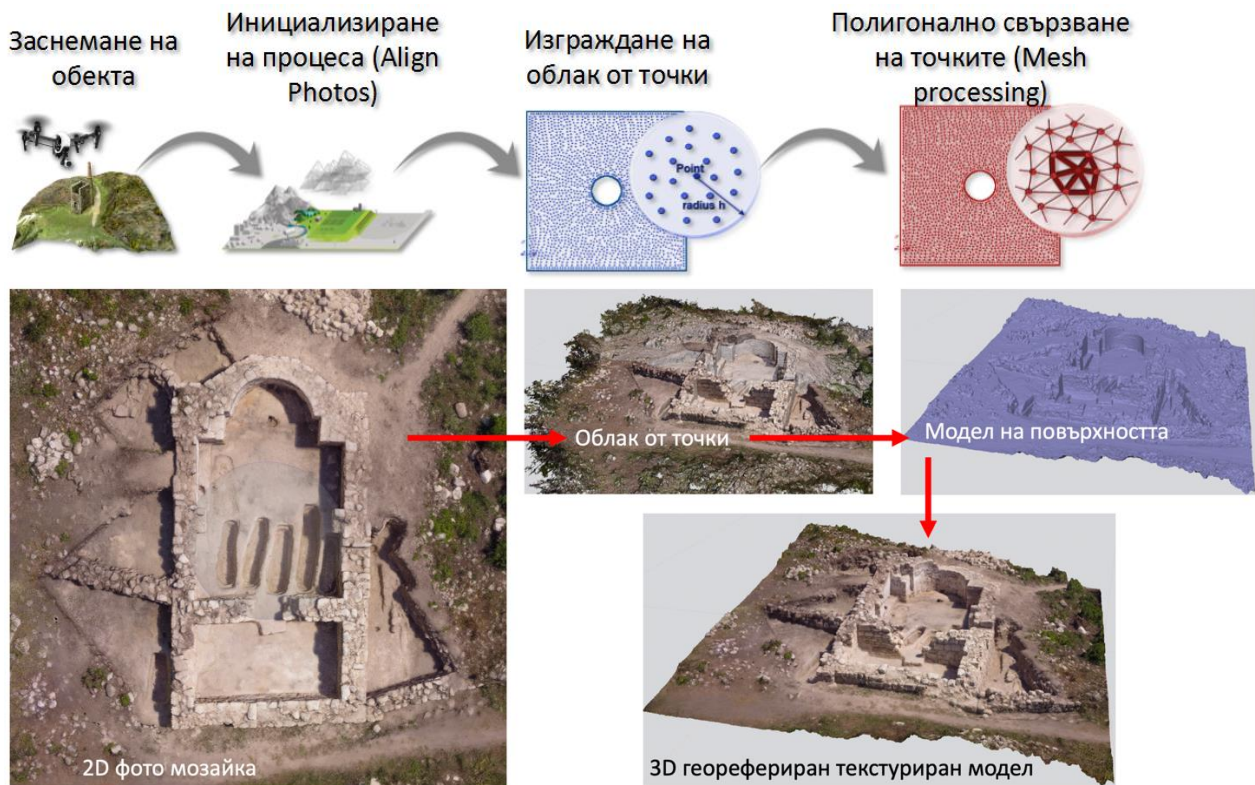 Заснемане на
обекта
Инициализиране
на процеса (Align
Photos)
Изграждане на
облак от точки
Полигонално свързване
на точките (Mesh
processing)
Point
radius h
Облак от точки
Модел на повърхността
2D фото мозайка
3D георефериран текстуриран модел